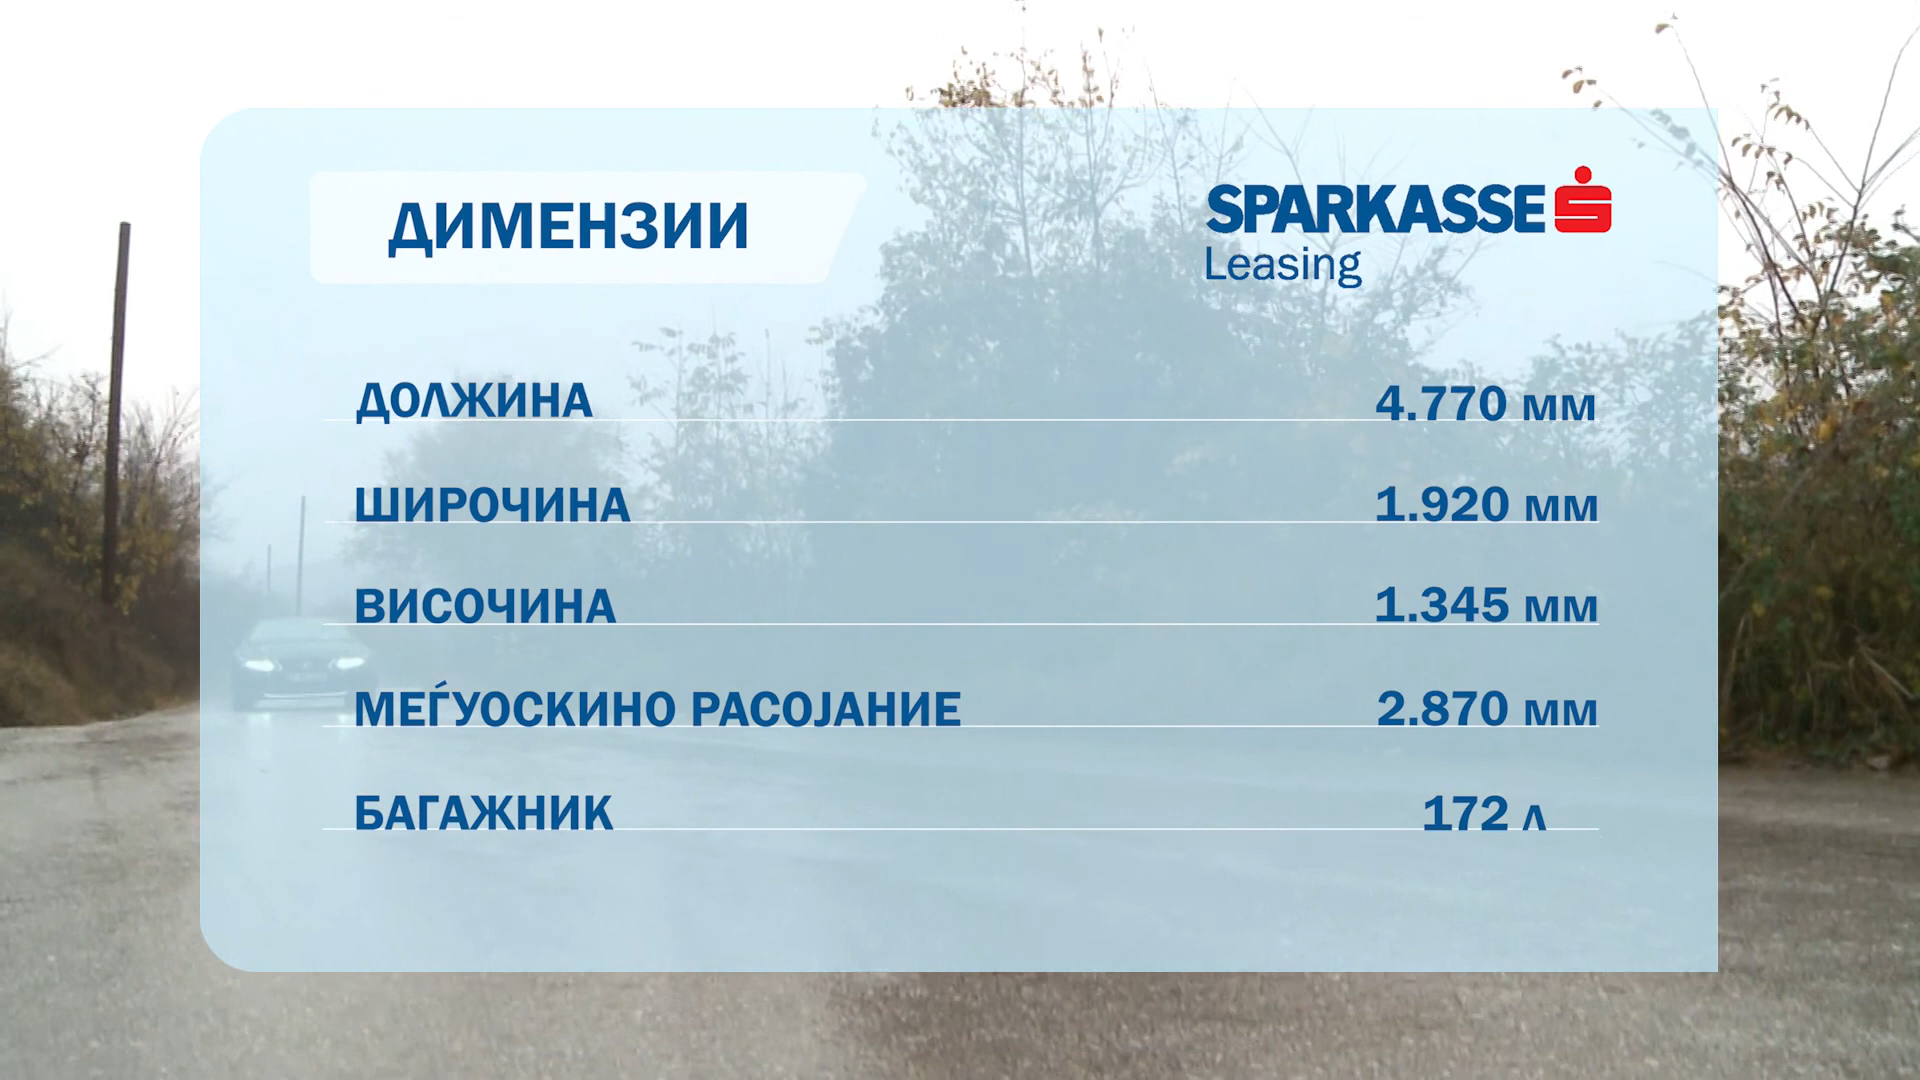 ДИМЕНЗИИ
SPARKASSE
Leasing
ДОЛЖИНА 4.770 мм
ШИРОЧИНА 1.920 мм
ВИСОЧИНА 1.345 мм
МЕЃУОСКИНО РАСОЈАНИЕ 2.870 мм
БАГАЖНИК 172 л